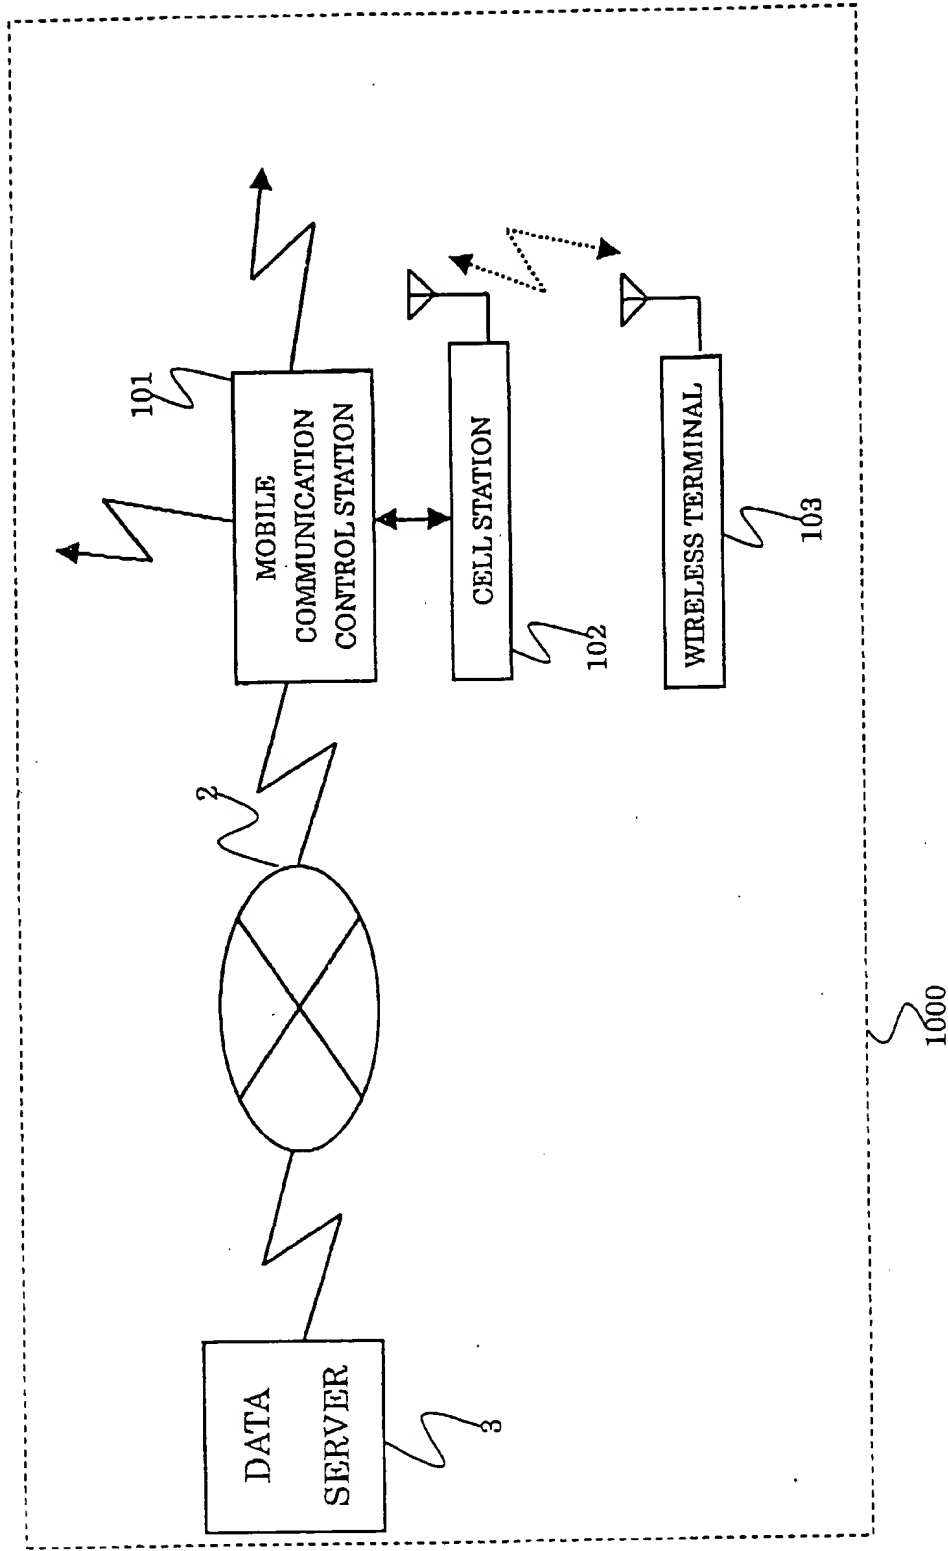 101
MOBILE
COMMUNICATION
CONTROL STATION
2
DATA
SERVER
3
CELL STATION
102
WIRELESS TERMINAL
103
1000